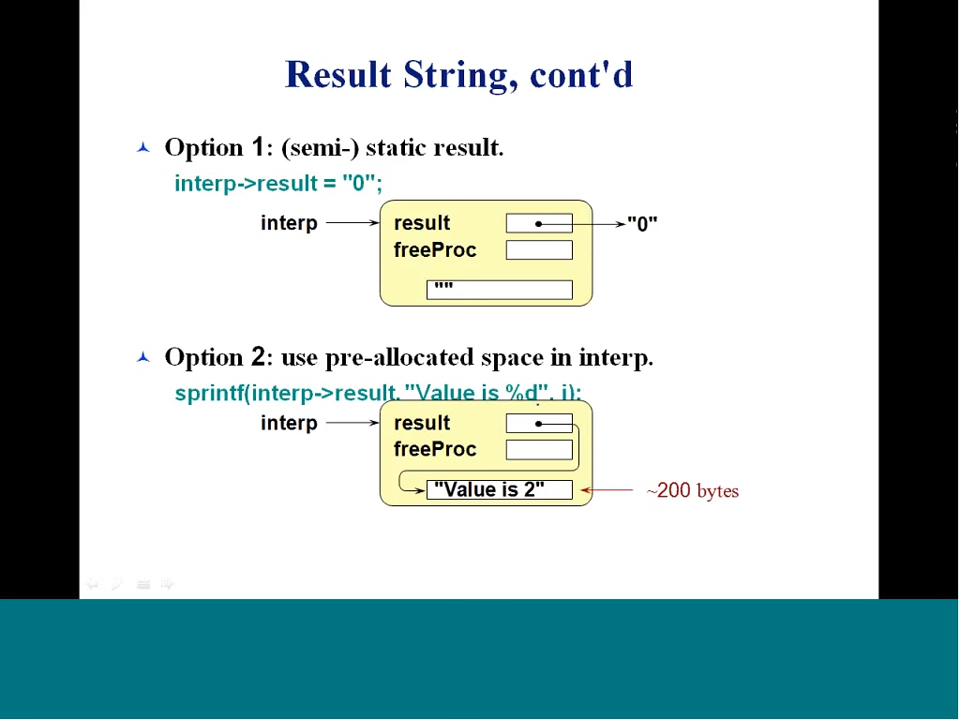 Result String, cont'd
Option 1: (semi-) static result.
interp->result = "0";
interp
result
"0"
freeProc
""
Option 2: use pre-allocated space in interp.
sprintf(interp->result, "Value is %d", i);
interp
result
freeProc
"Value is 2"
~200 bytes